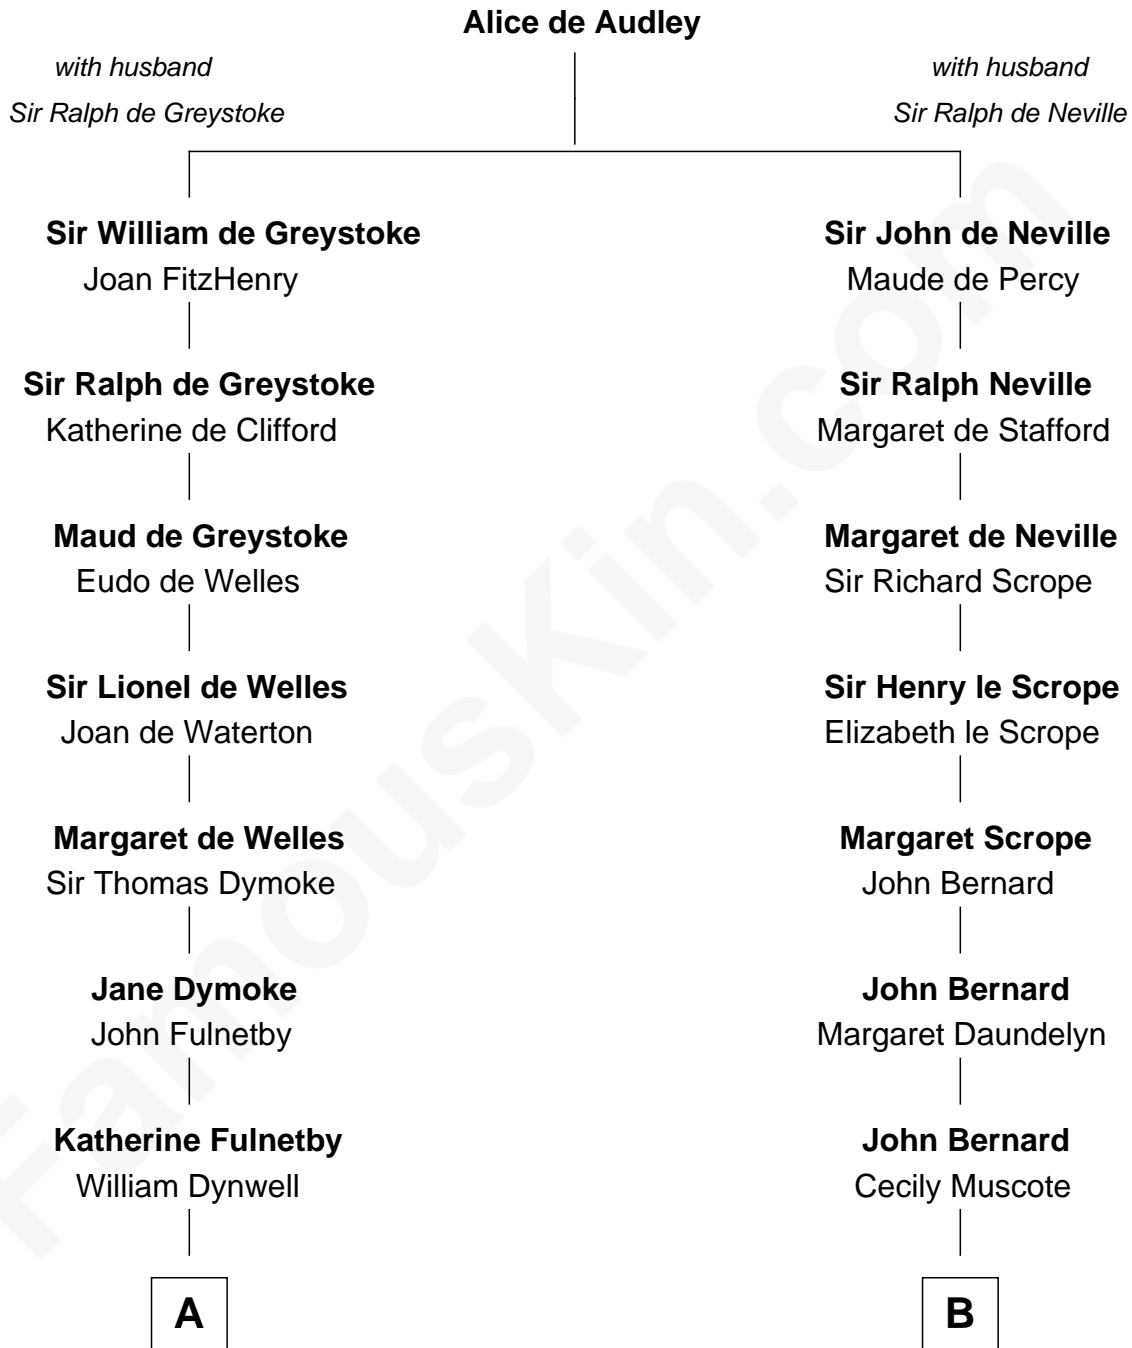 Alice de Audley
with husband
Sir Ralph de Greystoke
with husband
Sir Ralph de Neville
Sir William de Greystoke
Joan FitzHenry
Sir Ralph de Greystoke
Katherine de Clifford
Maud de Greystoke
Eudo de Welles
Sir Lionel de Welles
Joan de Waterton
Margaret de Welles
Sir Thomas Dymoke
Jane Dymoke
John Fulnetby
Katherine Fulnetby
William Dynwell
A
Sir John de Neville
Maude de Percy
Sir Ralph Neville
Margaret de Stafford
Margaret de Neville
Sir Richard Scrope
Sir Henry le Scrope
Elizabeth le Scrope
Margaret Scrope
John Bernard
John Bernard
Margaret Daundelyn
John Bernard
Cecily Muscote
B
FamousKin.com